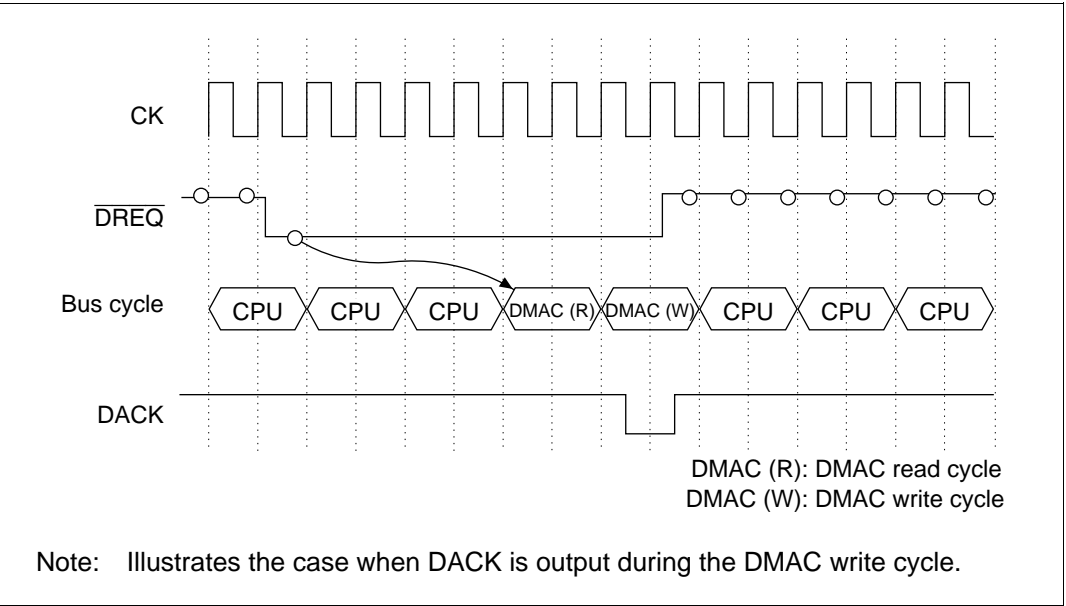 CK
DREQ
Bus cycle CPU CPU CPU DMAC (R) DMAC (W) CPU CPU CPU
DACK
DMAC (R): DMAC read cycle
DMAC (W): DMAC write cycle
Note: Illustrates the case when DACK is output during the DMAC write cycle.